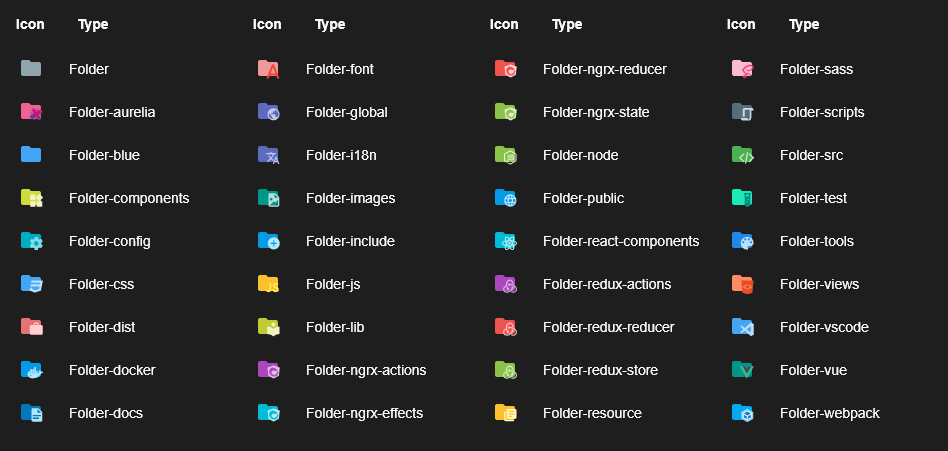 Icon Type Icon Type Icon Type Icon Type
Folder Folder-font Folder-ngrx-reducer Folder-sass
Folder-aurelia Folder-global Folder-ngrx-state Folder-scripts
Folder-blue Folder-i18n Folder-node Folder-src
Folder-components Folder-images Folder-public Folder-test
Folder-config Folder-include Folder-react-components Folder-tools
Folder-css Folder-js Folder-redux-actions Folder-views
Folder-dist Folder-lib Folder-redux-reducer Folder-vscode
Folder-docker Folder-ngrx-actions Folder-redux-store Folder-vue
Folder-docs Folder-ngrx-effects Folder-resource Folder-webpack